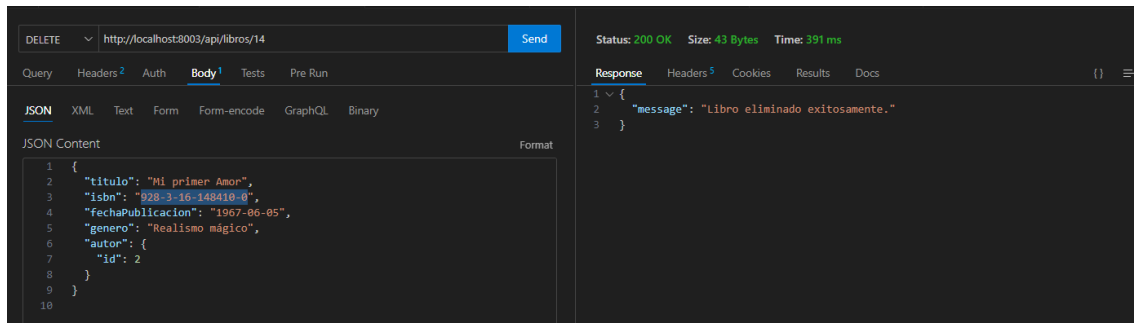 DELETE http://localhost:8003/api/libros/14 Send
Query Headers 2 Auth Body 1 Tests Pre Run
JSON XML Text Form Form-encode GraphQL Binary
JSON Content Format
1 {
2 "titulo": "Mi primer Amor",
3 "isbn": "928-3-16-148410-0",
4 "fechaPublicacion": "1967-06-05",
5 "genero": "Realismo mágico",
6 "autor": {
7 "id": 2
8 }
9 }
10
Status: 200 OK Size: 43 Bytes Time: 391 ms
Response Headers 5 Cookies Results Docs { }
1 {
2 "message": "Libro eliminado exitosamente."
3 }